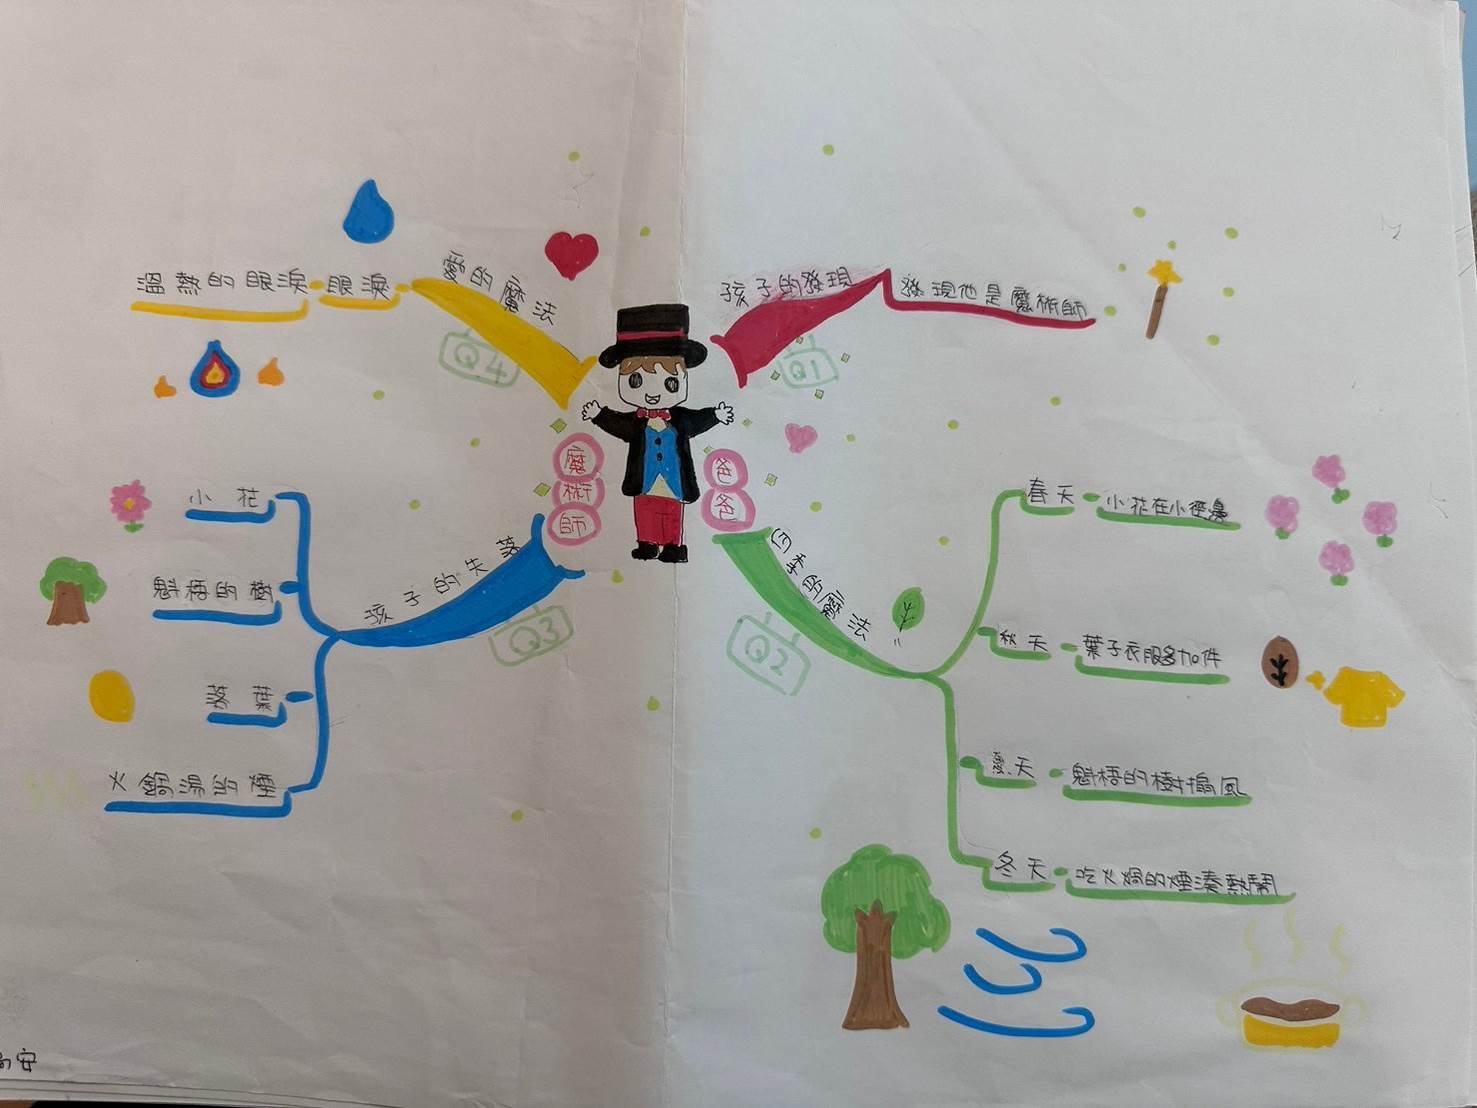 魔術師
爸爸
Q1
孩子的發現
發現他是魔術師
Q2
四季的魔法
春天
小花在小徑邊
秋天
葉子衣服多加件
夏天
魁梧的樹搧風
冬天
吃火焗的煙湊熱鬧
Q3
孩子的失落
小花
魁梧的樹
落葉
火鍋湯的煙
Q4
愛的魔法
眼淚
溫熱的眼淚
安